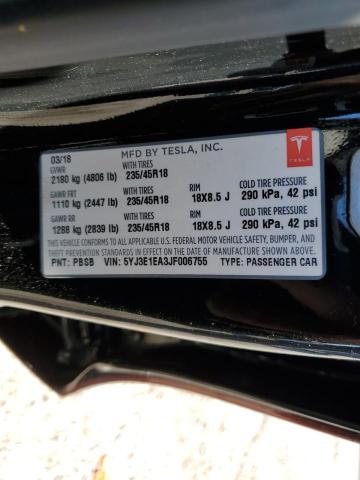 03/18 MFD BY TESLA, INC. TESLA
GVWR WITH TIRES
2180 kg (4806 lb) 235/45R18
GAWR FRT WITH TIRES RIM COLD TIRE PRESSURE
1110 kg (2447 lb) 235/45R18 18X8.5 J 290 kPa, 42 psi
GAWR RR WITH TIRES RIM COLD TIRE PRESSURE
1288 kg (2839 lb) 235/45R18 18X8.5 J 290 kPa, 42 psi
THIS VEHICLE CONFORMS TO ALL APPLICABLE U.S. FEDERAL MOTOR VEHICLE SAFETY, BUMPER, AND
THEFT PREVENTION STANDARDS IN EFFECT ON THE DATE OF MANUFACTURE SHOWN ABOVE.
PNT: PBSB VIN: 5YJ3E1EA3JF006755 TYPE: PASSENGER CAR